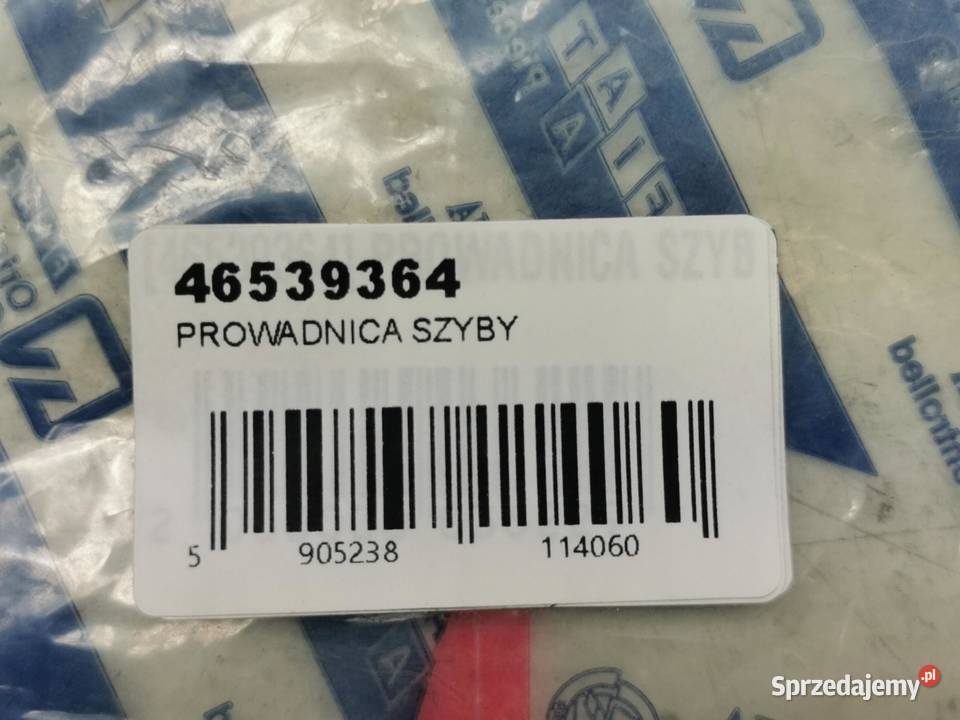 46539364
PROWADNICA SZYBY
5 905238 114060
Sprzedajemy.pl